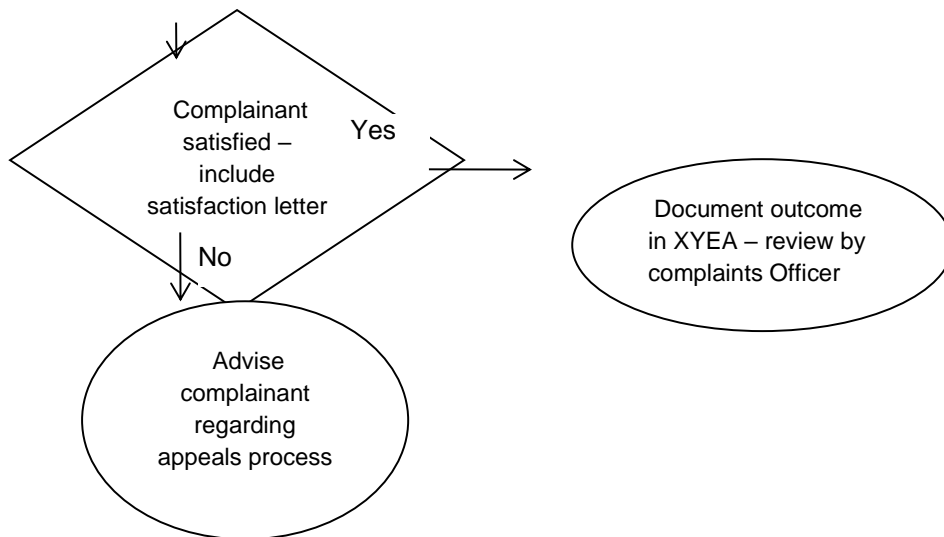 Complainant
satisfied –
include
satisfaction letter
Yes
No
Document outcome
in XYEA – review by
complaints Officer
Advise
complainant
regarding
appeals process